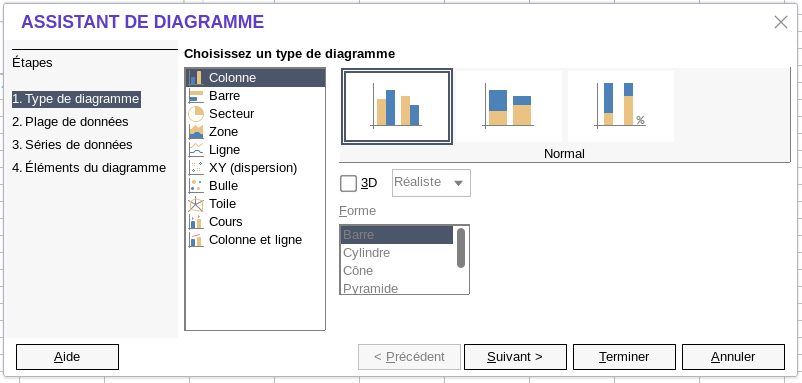 ASSISTANT DE DIAGRAMME
Étapes
1. Type de diagramme
2. Plage de données
3. Séries de données
4. Éléments du diagramme
Choisissez un type de diagramme
Colonne
Barre
Secteur
Zone
Ligne
XY (dispersion)
Bulle
Toile
Cours
Colonne et ligne
%
Normal
3D
Réaliste
Forme
Barre
Cylindre
Cône
Pyramide
Aide
< Précédent
Suivant >
Terminer
Annuler